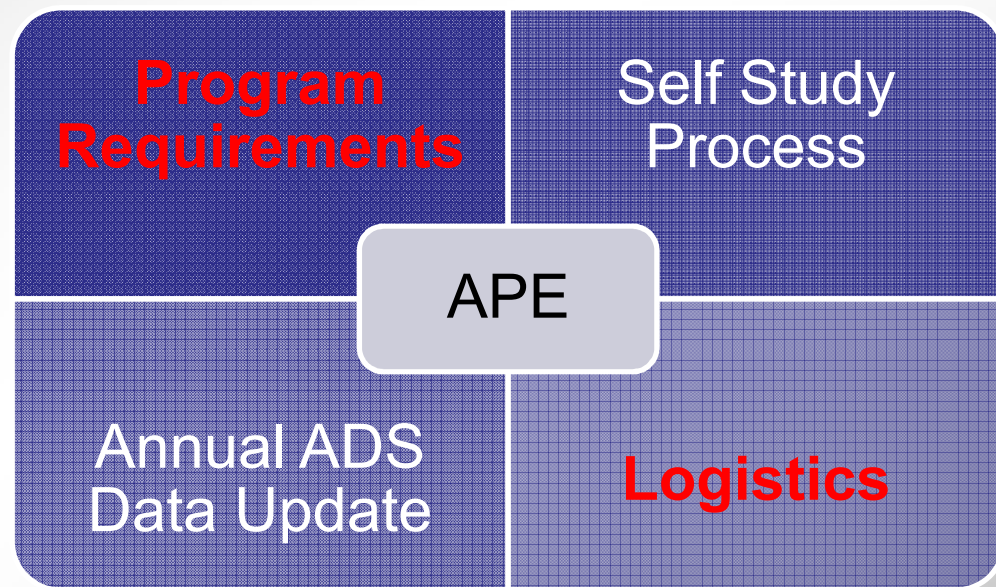 Program
Requirements
Self Study
Process
APE
Annual ADS
Data Update
Logistics